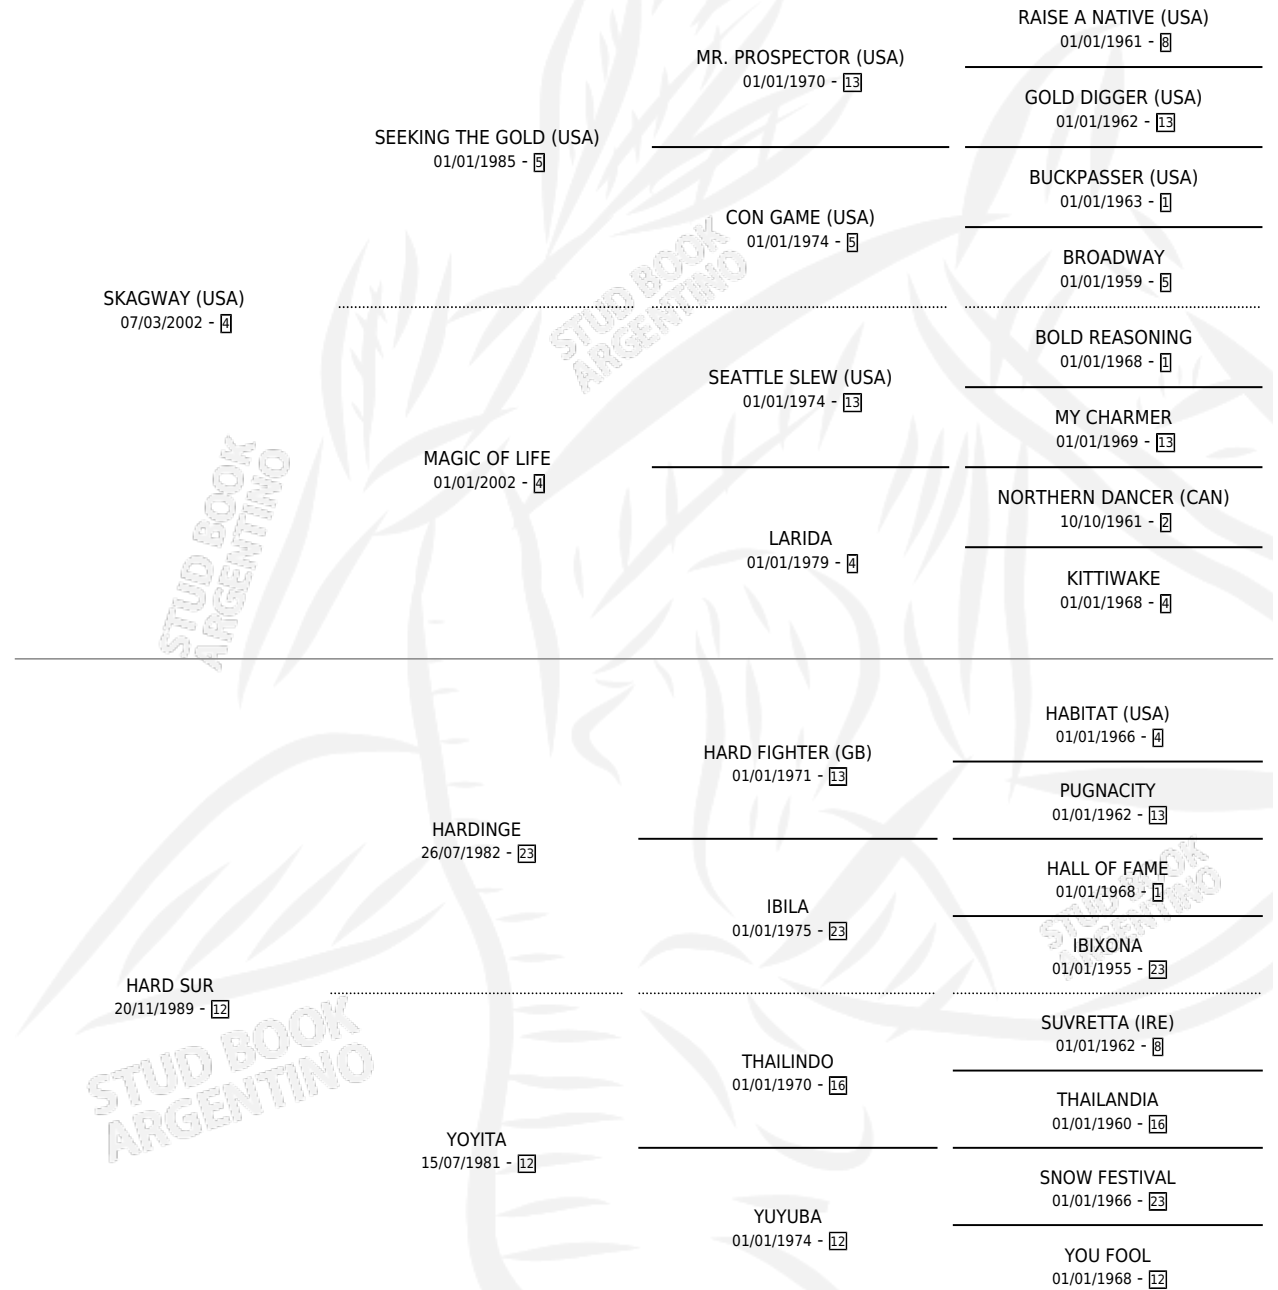 RAISE A NATIVE (USA)
01/01/1961 - 8
MR. PROSPECTOR (USA)
01/01/1970 - 13
GOLD DIGGER (USA)
01/01/1962 - 13
SEEKING THE GOLD (USA)
01/01/1985 - 5
BUCKPASSER (USA)
01/01/1963 - 1
CON GAME (USA)
01/01/1974 - 5
BROADWAY
01/01/1959 - 5
SKAGWAY (USA)
07/03/2002 - 4
STUD BOOK
ARGENTINO
BOLD REASONING
01/01/1968 - 1
SEATTLE SLEW (USA)
01/01/1974 - 13
MY CHARMER
01/01/1969 - 13
MAGIC OF LIFE
01/01/2002 - 4
NORTHERN DANCER (CAN)
10/10/1961 - 2
LARIDA
01/01/1979 - 4
KITTIWAKE
01/01/1968 - 4
STUD BOOK
ARGENTINO
HABITAT (USA)
01/01/1966 - 4
HARD FIGHTER (GB)
01/01/1971 - 13
PUGNACITY
01/01/1962 - 13
HARDINGE
26/07/1982 - 23
HALL OF FAME
01/01/1968 - 1
IBILA
01/01/1975 - 23
STUD BOOK
ARGENTINO
IBIXONA
01/01/1955 - 23
HARD SUR
20/11/1989 - 12
SUVRETTA (IRE)
01/01/1962 - 8
STUD BOOK
ARGENTINO
THAILINDO
01/01/1970 - 16
THAILANDIA
01/01/1960 - 16
YOYITA
15/07/1981 - 12
SNOW FESTIVAL
01/01/1966 - 23
YUYUBA
01/01/1974 - 12
YOU FOOL
01/01/1968 - 12